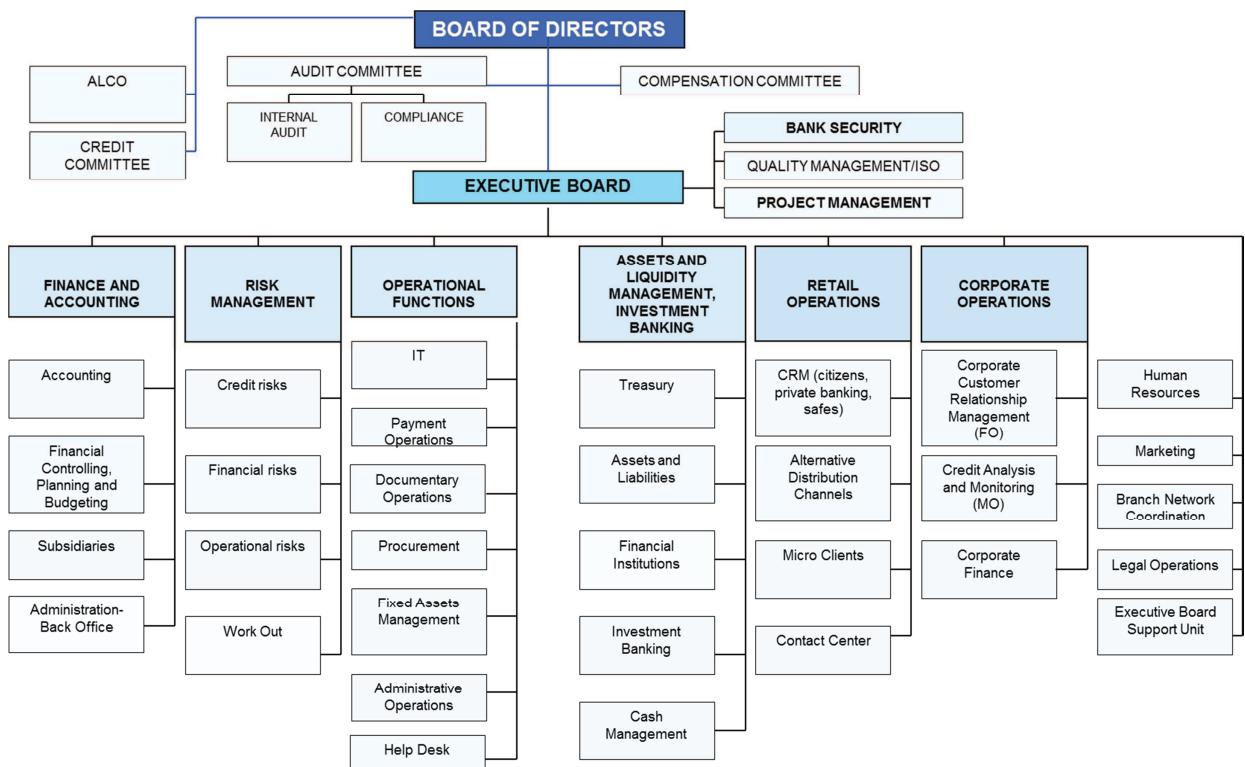 BOARD OF DIRECTORS
ALCO
AUDIT COMMITTEE
COMPENSATION COMMITTEE
INTERNAL
AUDIT
COMPLIANCE
CREDIT
COMMITTEE
BANK SECURITY
QUALITY MANAGEMENT/ISO
PROJECT MANAGEMENT
EXECUTIVE BOARD
FINANCE AND
ACCOUNTING
RISK
MANAGEMENT
OPERATIONAL
FUNCTIONS
ASSETS AND
LIQUIDITY
MANAGEMENT,
INVESTMENT
BANKING
RETAIL
OPERATIONS
CORPORATE
OPERATIONS
Accounting
Financial
Controlling,
Planning and
Budgeting
Subsidiaries
Administration-
Back Office
Credit risks
Financial risks
Operational risks
Work Out
IT
Payment
Operations
Documentary
Operations
Procurement
Fixed Assets
Management
Administrative
Operations
Help Desk
Treasury
Assets and
Liabilities
Financial
Institutions
Investment
Banking
Cash
Management
CRM (citizens,
private banking,
safes)
Alternative
Distribution
Channels
Micro Clients
Contact Center
Corporate
Customer
Relationship
Management
(FO)
Credit Analysis
and Monitoring
(MO)
Corporate
Finance
Human
Resources
Marketing
Branch Network
Coordination
Legal Operations
Executive Board
Support Unit